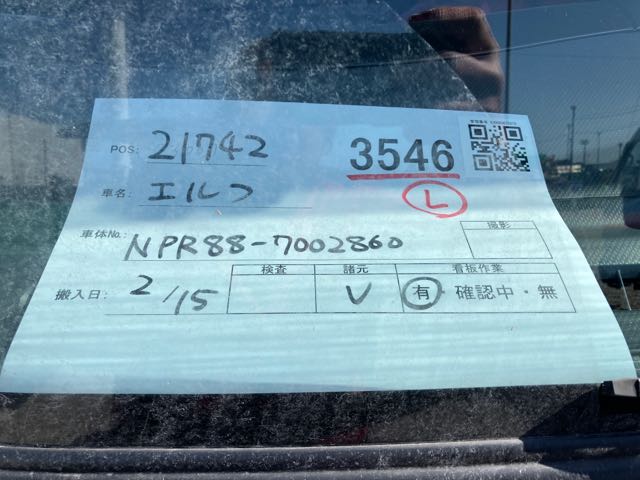 POS: 21742
3546
車名: エルフ
L
車体No.: NPR88-7002860
撮影
搬入日: 2/15
検査 諸元 看板作業
V 有・確認中・無